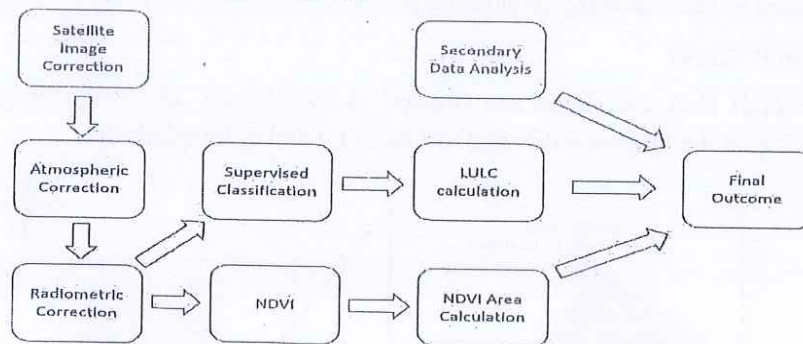 Satellite
Image
Correction
Secondary
Data Analysis
Atmospheric
Correction
Supervised
Classification
LULC
calculation
Final
Outcome
Radiometric
Correction
NDVI
NDVI Area
Calculation